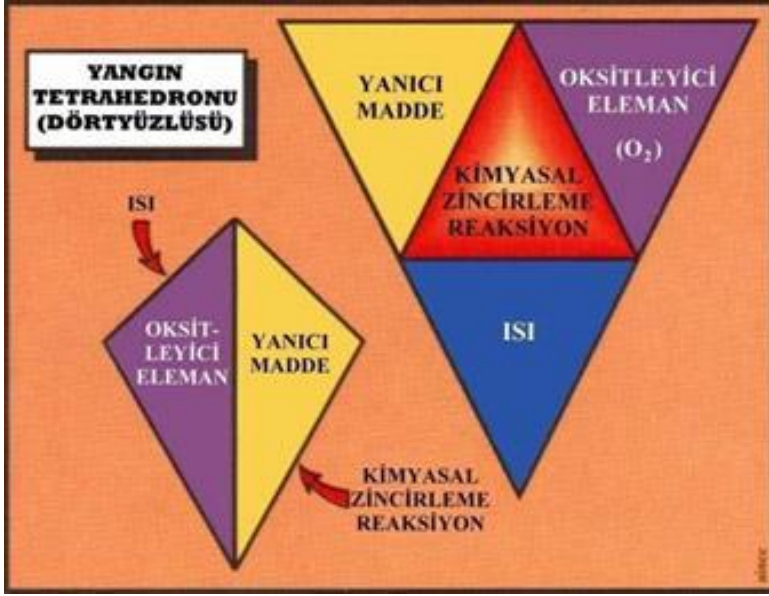 YANGIN
TETRAHEDRONU
(DÖRTYÜZLÜSÜ)
YANICI
MADDE
OKSİTLEYİCİ
ELEMAN
(O₂)
KİMYASAL
ZİNCİRLEME
REAKSİYON
ISI
ISI
OKSİT-
LEYİCİ
ELEMAN
YANICI
MADDE
KİMYASAL
ZİNCİRLEME
REAKSİYON